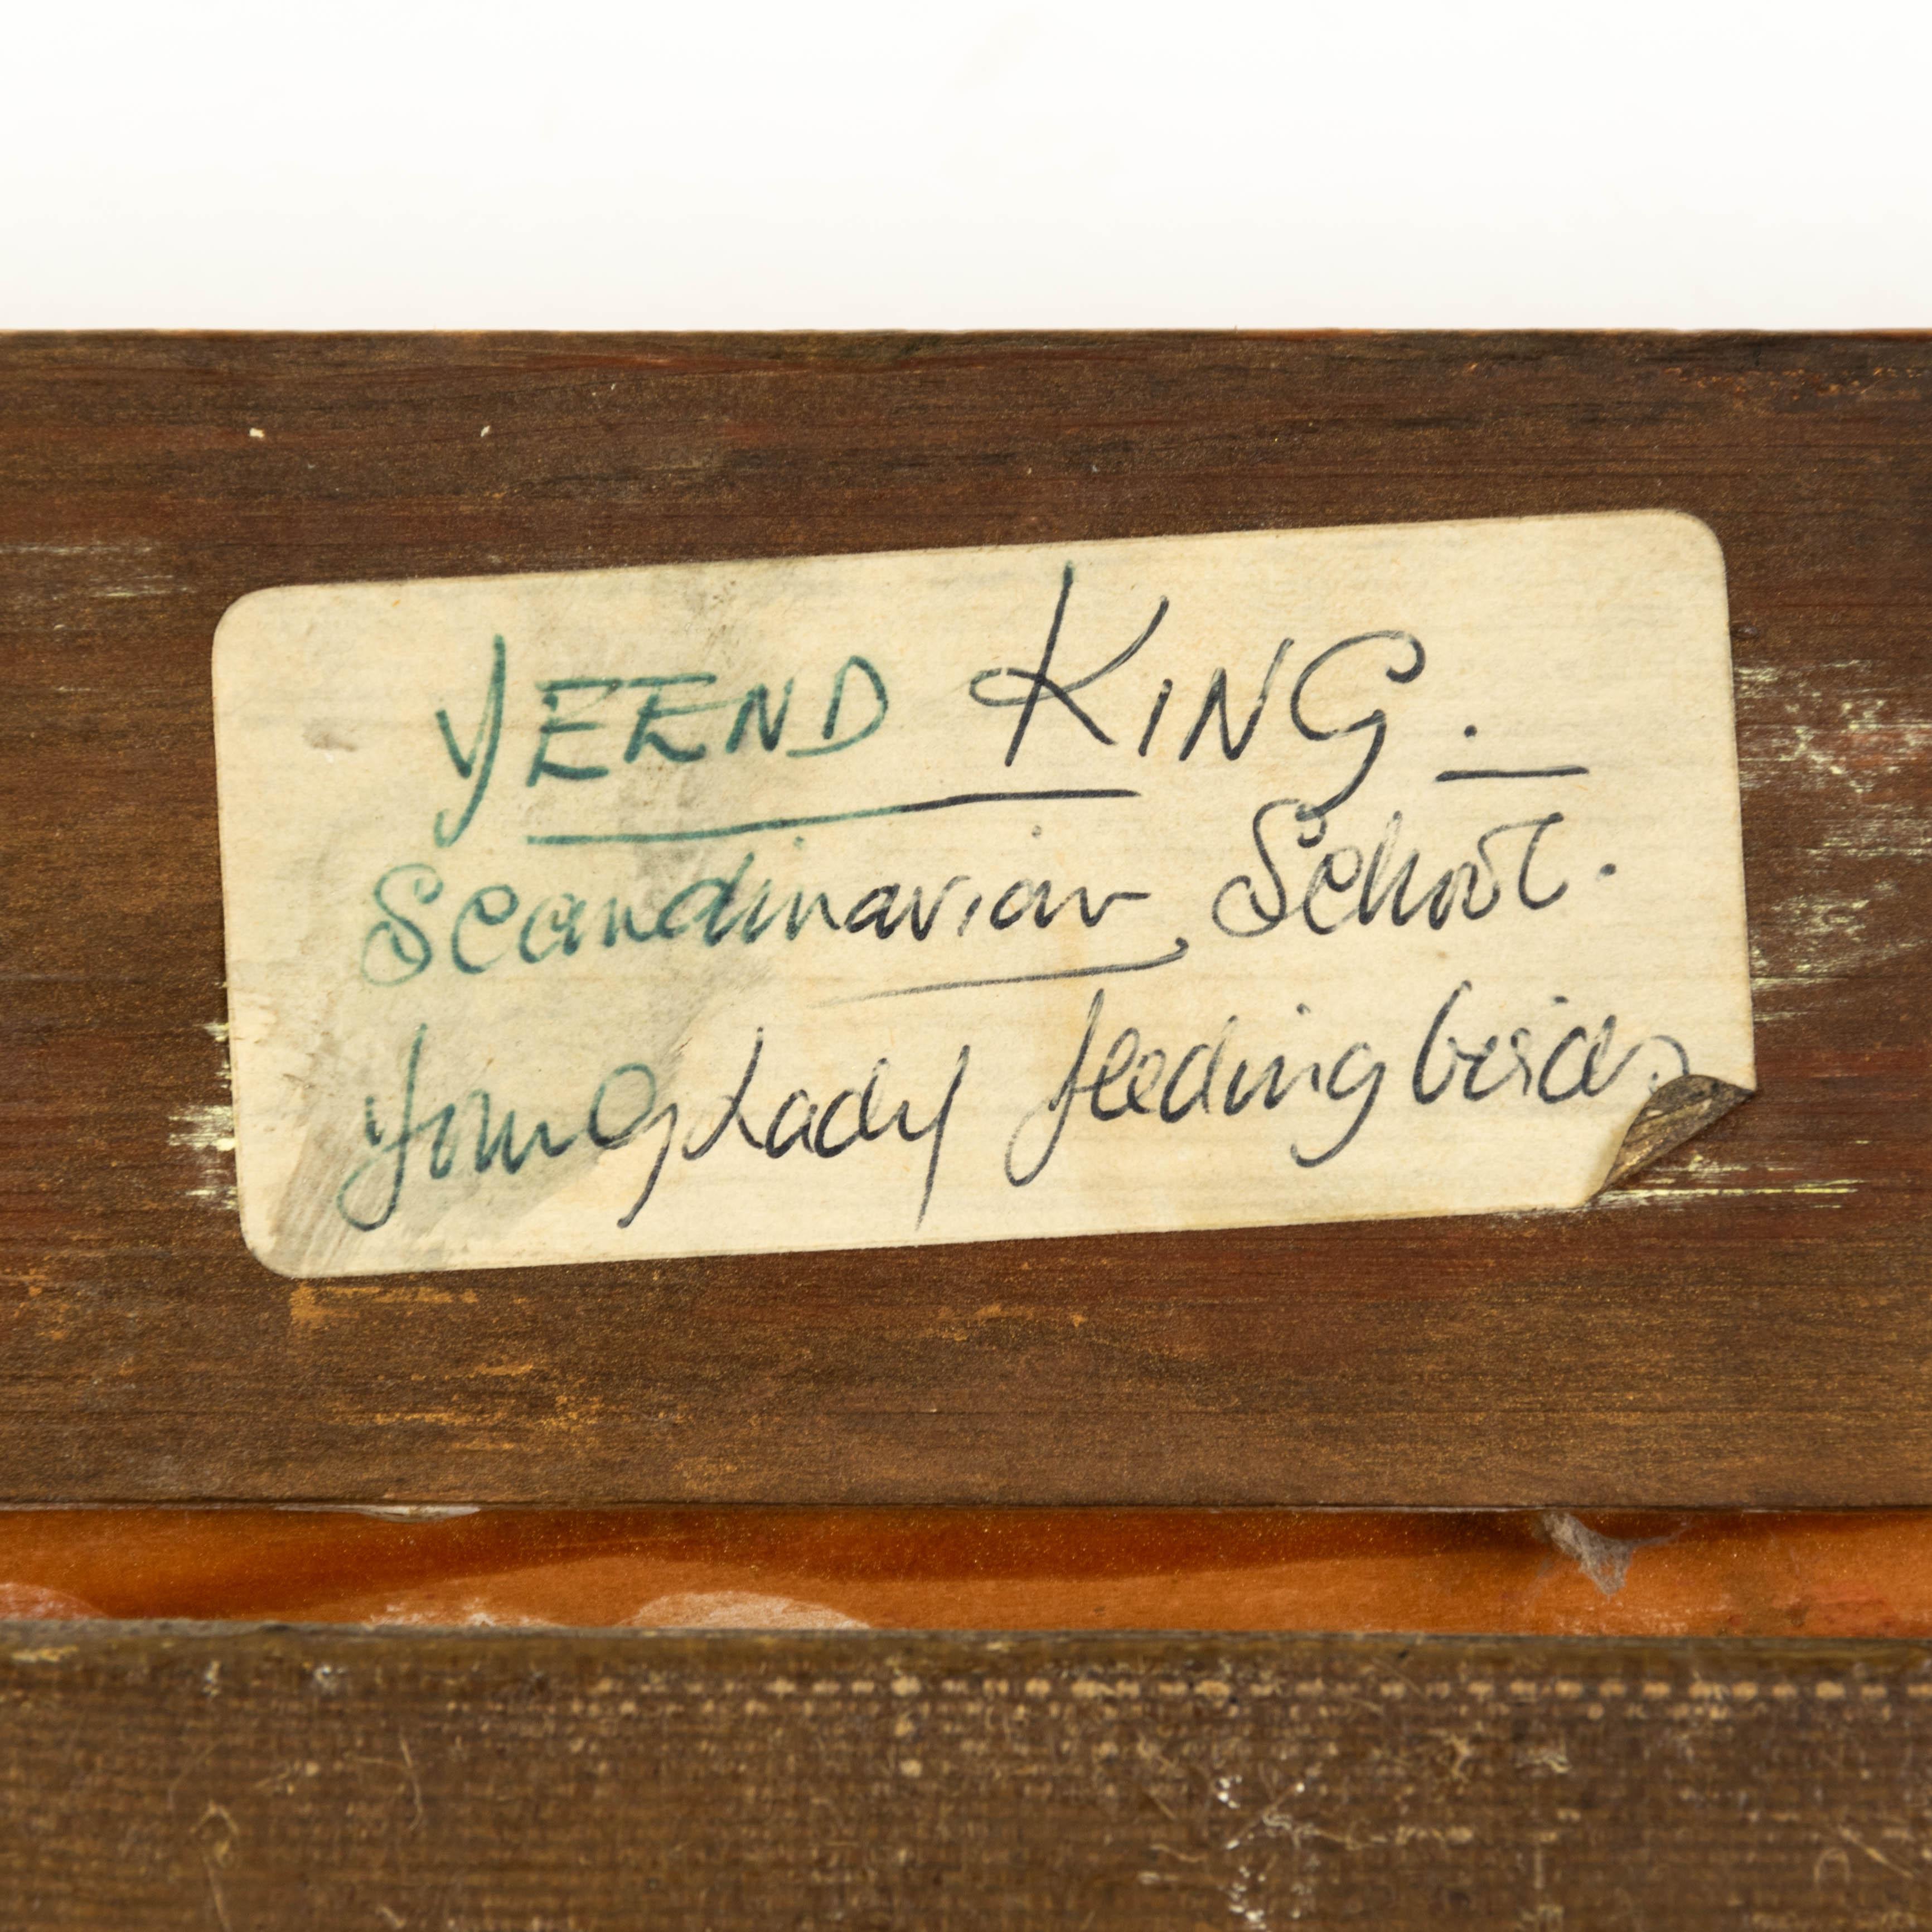 YEEND KING.
Scandinavian School.
Young Lady feeding birds